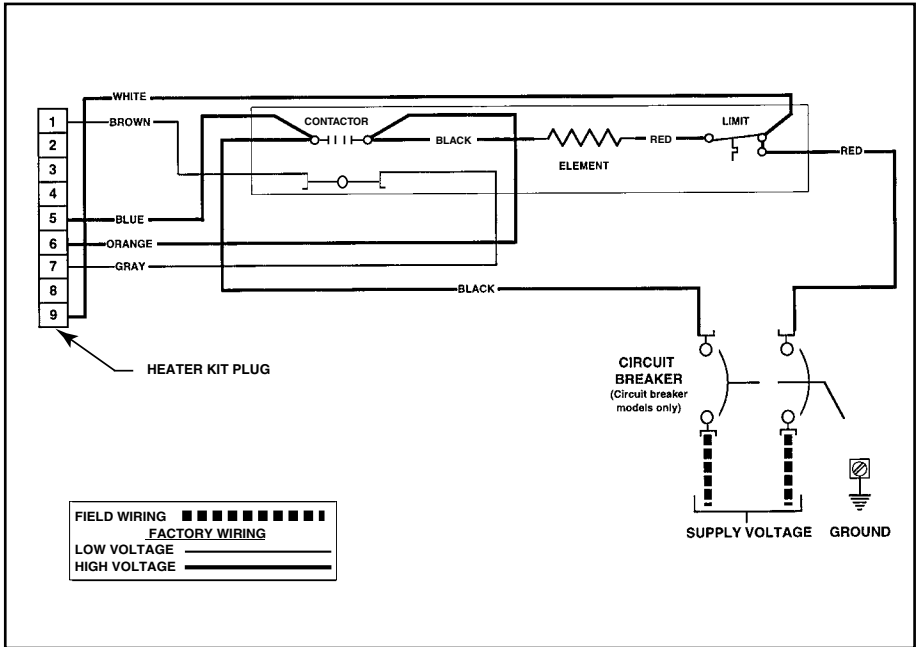 WHITE
1
BROWN
CONTACTOR
LIMIT
2
BLACK
RED
RED
ELEMENT
3
4
5
BLUE
6
ORANGE
7
GRAY
8
BLACK
9
HEATER KIT PLUG
CIRCUIT
BREAKER
(Circuit breaker
models only)
SUPPLY VOLTAGE
GROUND
FIELD WIRING
FACTORY WIRING
LOW VOLTAGE
HIGH VOLTAGE